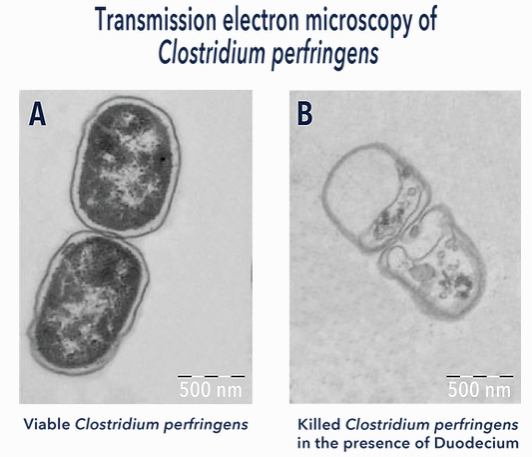 Transmission electron microscopy of
Clostridium perfringens
A
B
500 nm
500 nm
Viable Clostridium perfringens
Killed Clostridium perfringens
in the presence of Duodecium